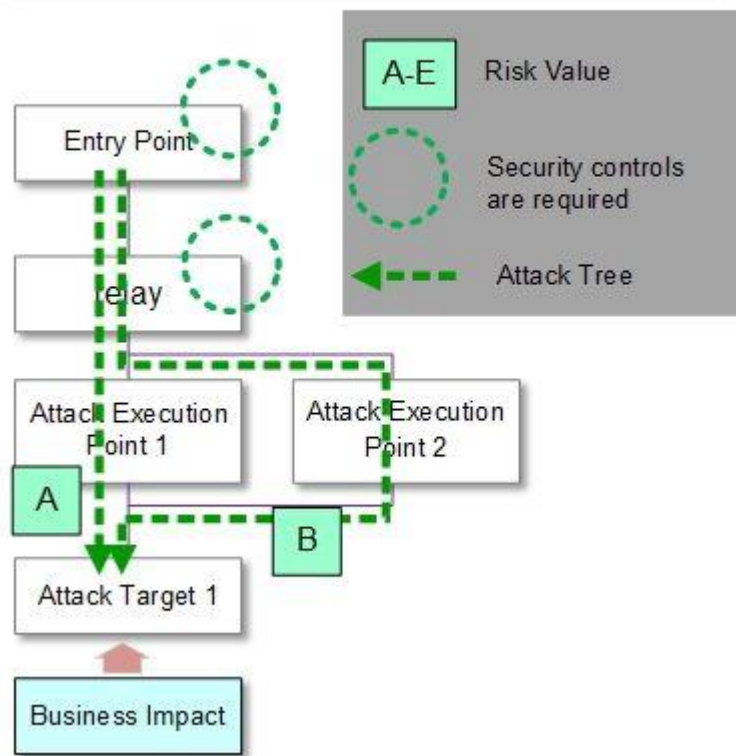 A-E
Risk Value
Security controls
are required
Attack Tree
Entry Point
relay
Attack Execution
Point 1
Attack Execution
Point 2
A
B
Attack Target 1
Business Impact